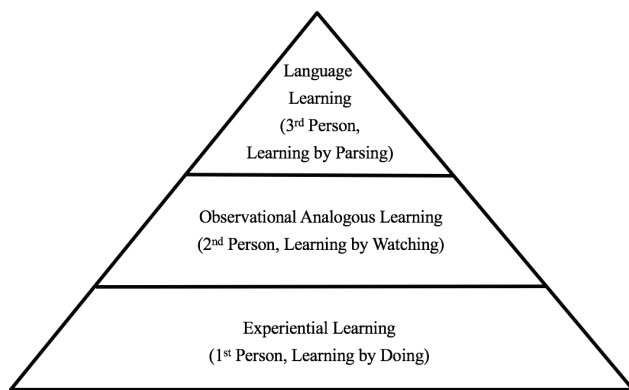 Language
Learning
(3rd Person,
Learning by Parsing)
Observational Analogous Learning
(2nd Person, Learning by Watching)
Experiential Learning
(1st Person, Learning by Doing)